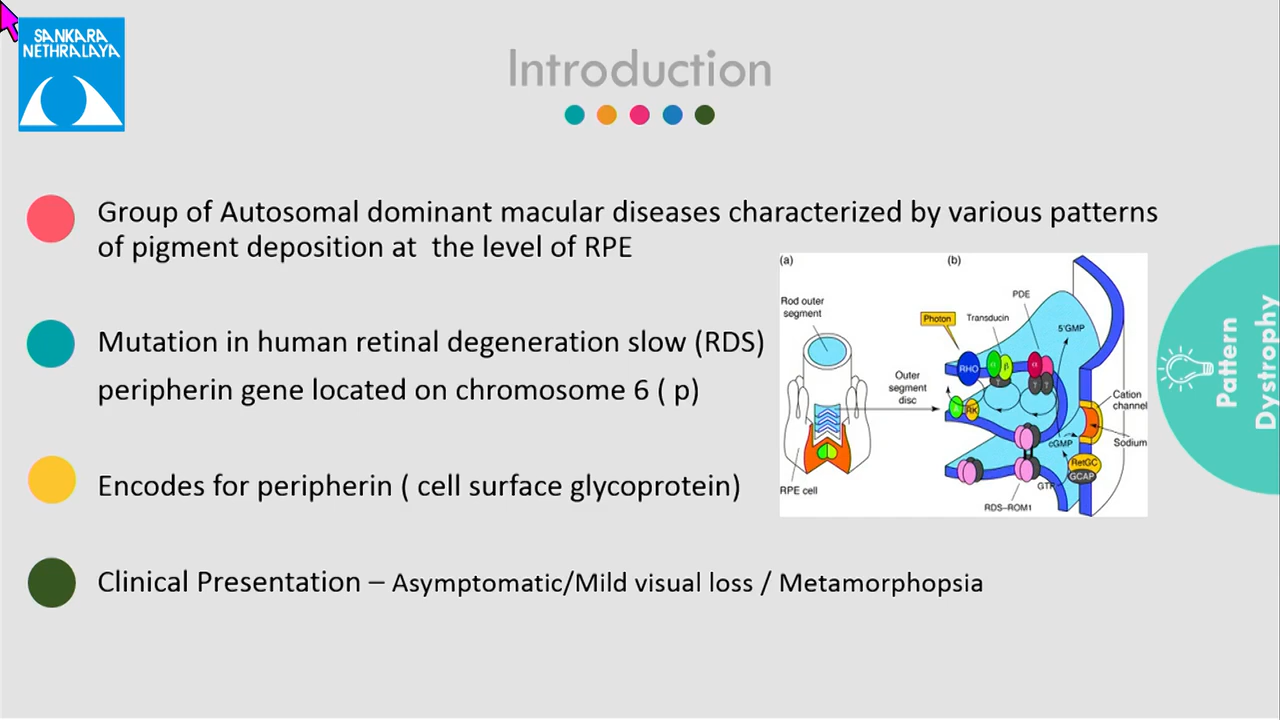 SANKARA
NETHRALAYA
Introduction
Group of Autosomal dominant macular diseases characterized by various patterns
of pigment deposition at the level of RPE
Mutation in human retinal degeneration slow (RDS)
peripherin gene located on chromosome 6 ( p)
Encodes for peripherin ( cell surface glycoprotein)
Clinical Presentation – Asymptomatic/Mild visual loss / Metamorphopsia
(a)
Rod outer
segment
RPE cell
Outer
segment
disc
(b)
PDE
Photon
Transducin
5'GMP
RHO
α
β
α
γ
γ
A
RK
Cation
channel
Sodium
cGMP
RetGC
GCAP
GTP
RDS–ROM1
Pattern
Dystrophy